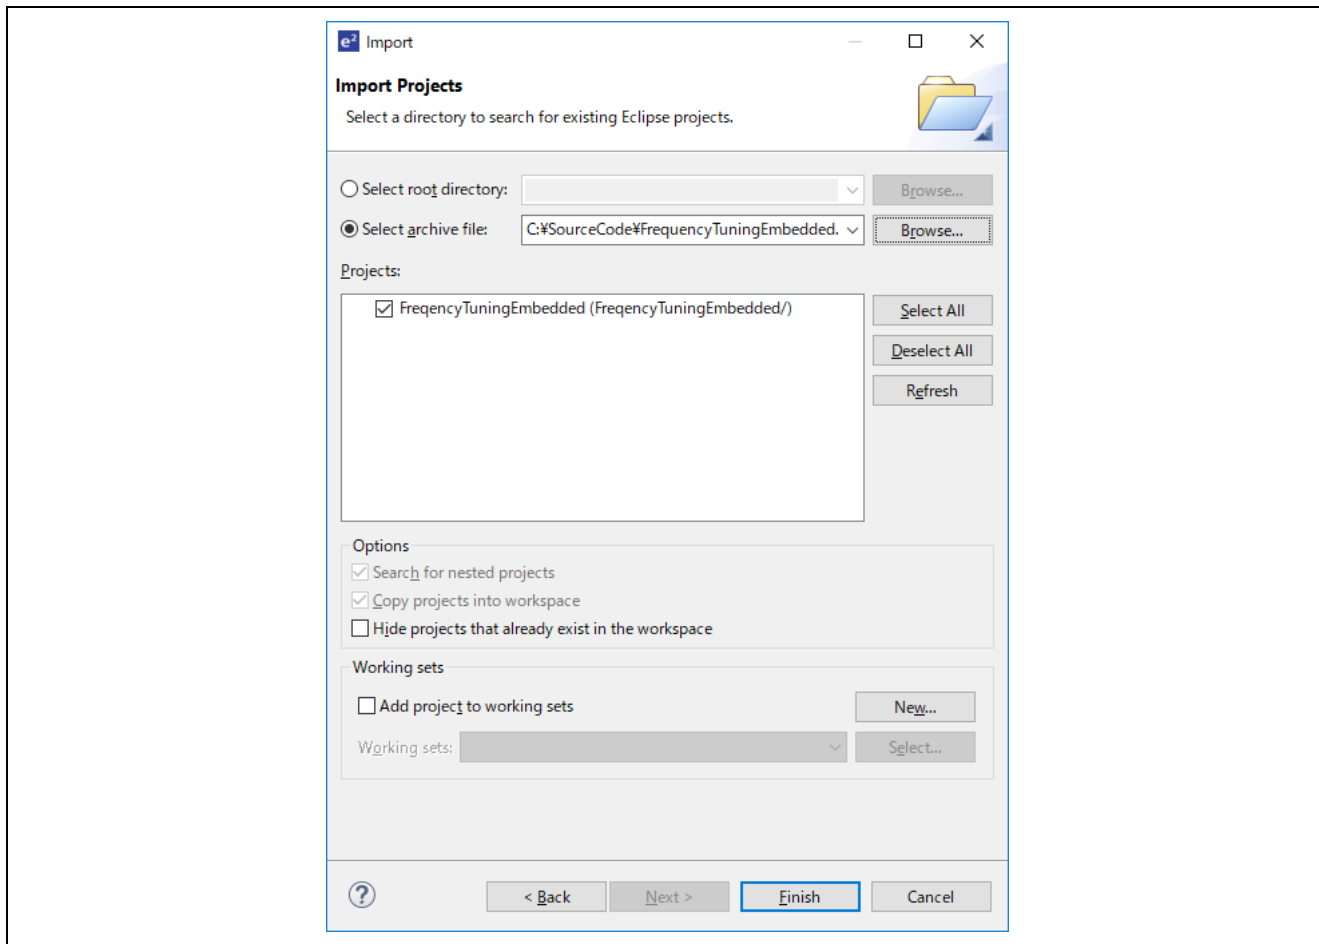 e² Import
Import Projects
Select a directory to search for existing Eclipse projects.
Select root directory:
Browse...
Select archive file:
C:¥SourceCode¥FrequencyTuningEmbedded.
Browse...
Projects:
FreqencyTuningEmbedded (FreqencyTuningEmbedded/)
Select All
Deselect All
Refresh
Options
Search for nested projects
Copy projects into workspace
Hide projects that already exist in the workspace
Working sets
Add project to working sets
New...
Working sets:
Select...
?
< Back
Next >
Finish
Cancel